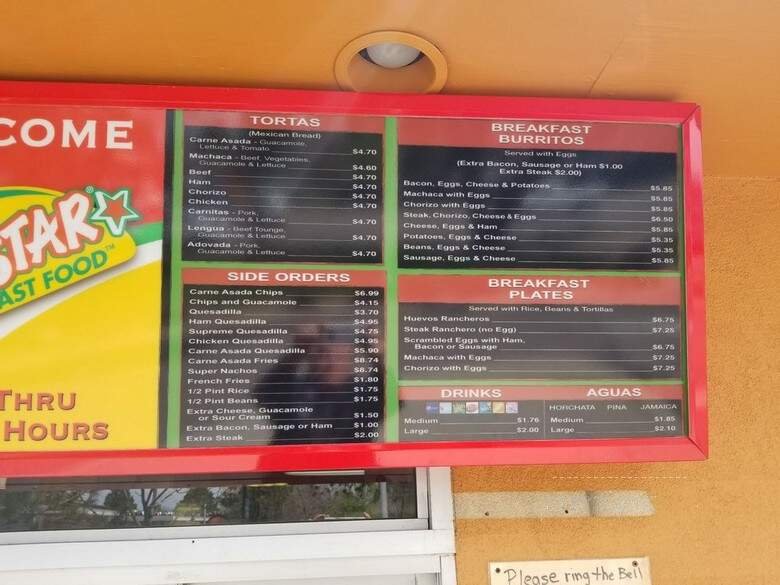 COME
STAR
AST FOOD™
THRU
HOURS
TORTAS
(Mexican Bread)
Carne Asada - Guacamole, Lettuce & Tomato $4.70
Machaca - Beef, Vegetables, Guacamole & Lettuce $4.60
Beef $4.70
Ham $4.70
Chorizo $4.70
Chicken $4.70
Carnitas - Pork, Guacamole & Lettuce $4.70
Lengua - Beef Tounge, Guacamole & Lettuce $4.70
Adovada - Pork, Guacamole & Lettuce $4.70
SIDE ORDERS
Carne Asada Chips $6.99
Chips and Guacamole $4.15
Quesadilla $3.70
Ham Quesadilla $4.95
Supreme Quesadilla $4.75
Chicken Quesadilla $4.95
Carne Asada Quesadilla $5.90
Carne Asada Fries $8.74
Super Nachos $8.74
French Fries $1.80
1/2 Pint Rice $1.75
1/2 Pint Beans $1.75
Extra Cheese, Guacamole or Sour Cream $1.50
Extra Bacon, Sausage or Ham $1.00
Extra Steak $2.00
BREAKFAST
BURRITOS
Served with Eggs
(Extra Bacon, Sausage or Ham $1.00
Extra Steak $2.00)
Bacon, Eggs, Cheese & Potatoes $5.85
Machaca with Eggs $5.85
Chorizo with Eggs $5.85
Steak, Chorizo, Cheese & Eggs $6.50
Cheese, Eggs & Ham $5.85
Potatoes, Eggs & Cheese $5.35
Beans, Eggs & Cheese $5.35
Sausage, Eggs & Cheese $5.85
BREAKFAST
PLATES
Served with Rice, Beans & Tortillas
Huevos Rancheros $6.75
Steak Ranchero (no Egg) $7.25
Scrambled Eggs with Ham, Bacon or Sausage $6.75
Machaca with Eggs $7.25
Chorizo with Eggs $7.25
DRINKS
Medium $1.76
Large $2.00
AGUAS
HORCHATA PINA JAMAICA
Medium $1.85
Large $2.10
Please ring the Bell